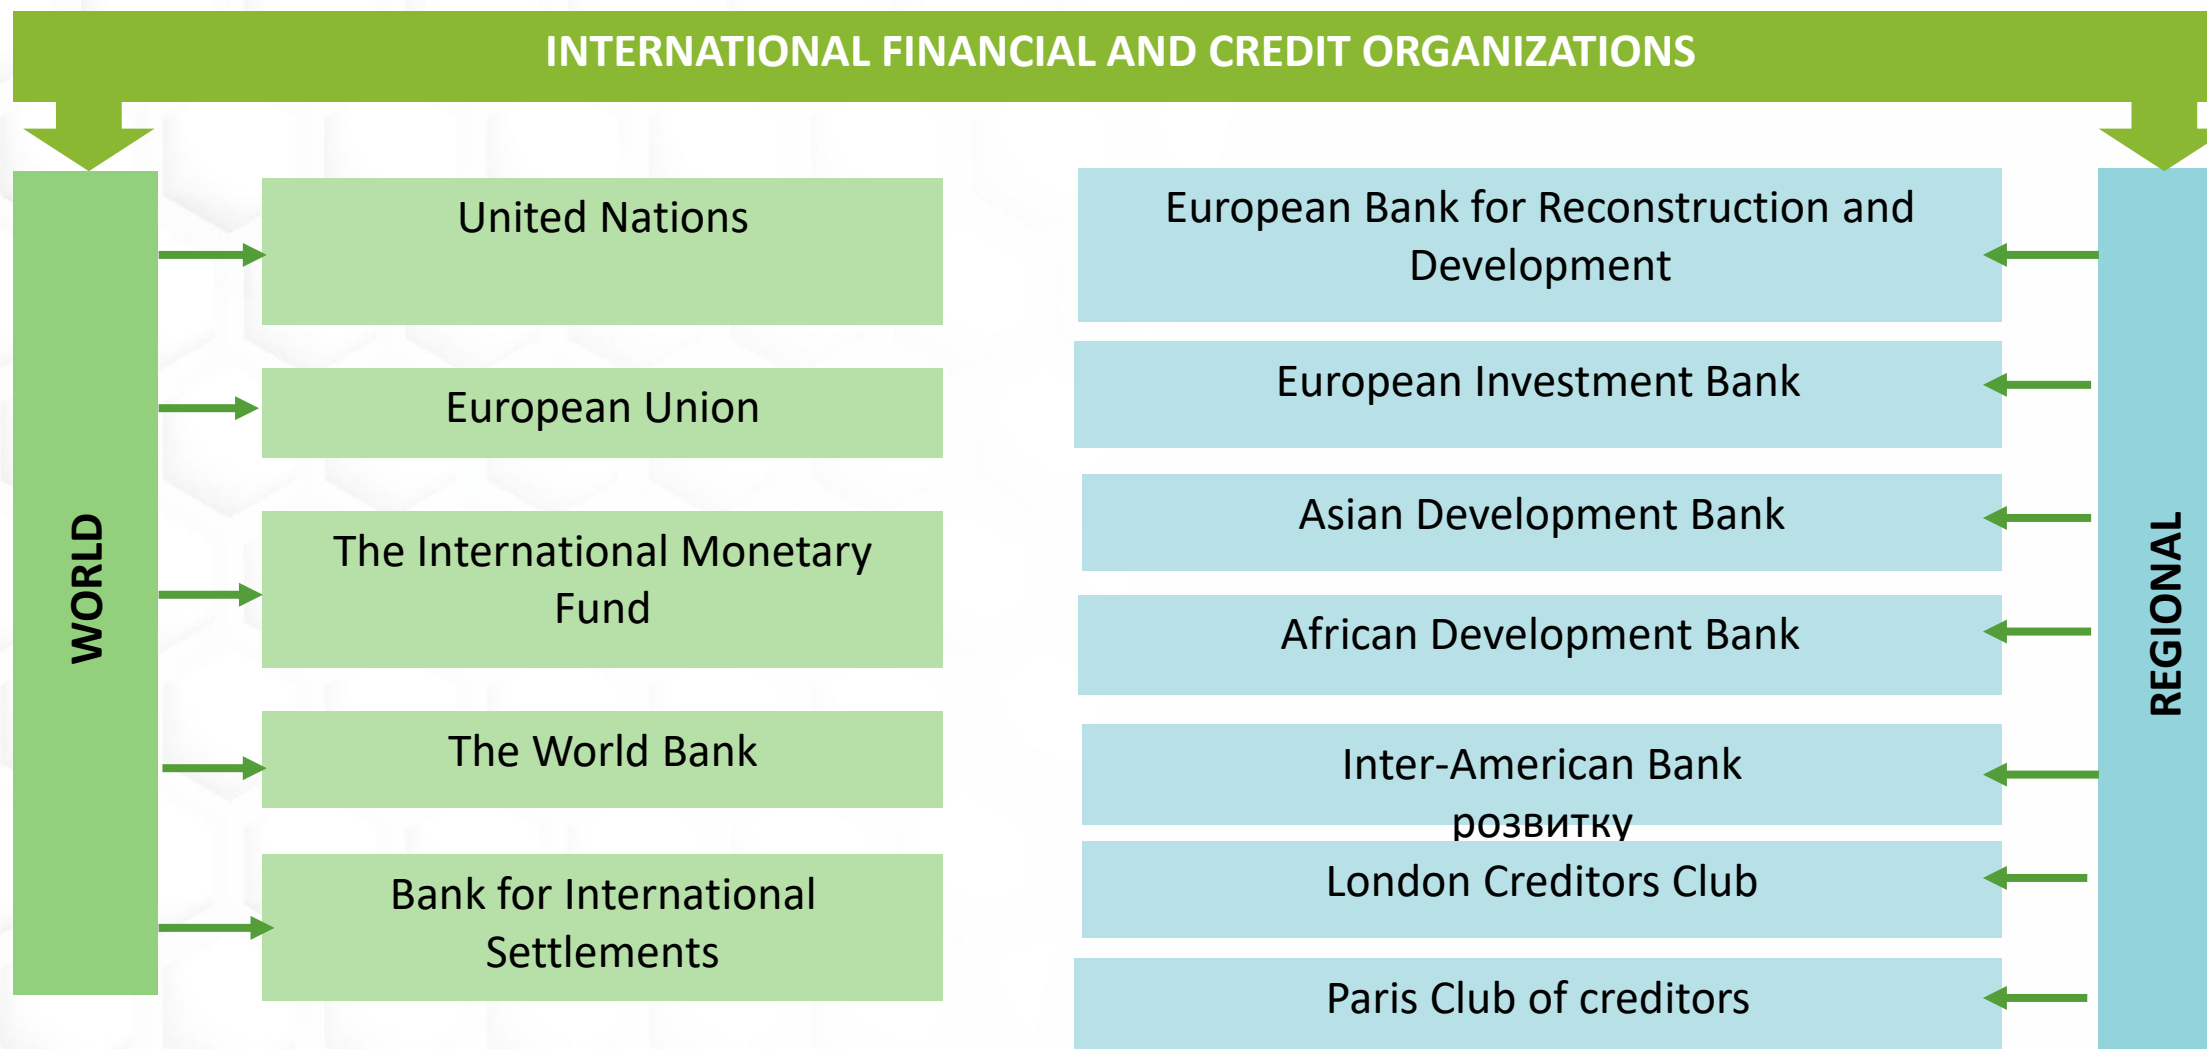 INTERNATIONAL FINANCIAL AND CREDIT ORGANIZATIONS
WORLD
United Nations
European Union
The International Monetary
Fund
The World Bank
Bank for International
Settlements
European Bank for Reconstruction and
Development
European Investment Bank
Asian Development Bank
African Development Bank
Inter-American Bank
розвитку
London Creditors Club
Paris Club of creditors
REGIONAL